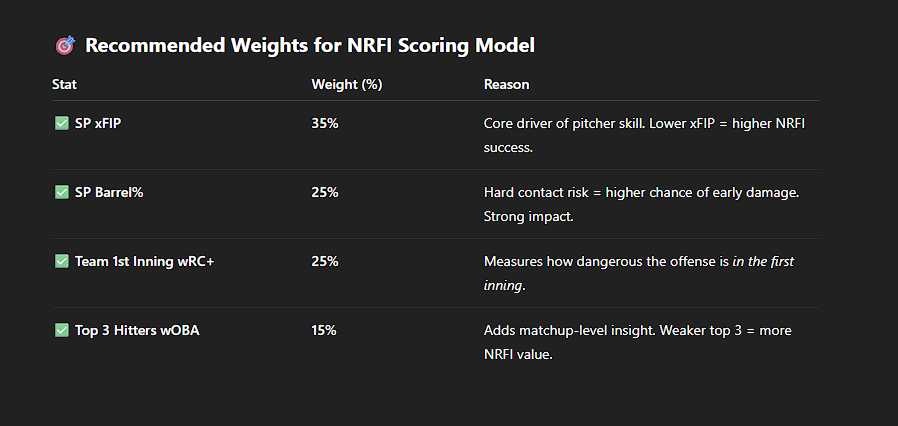 🎯 Recommended Weights for NRFI Scoring Model
Stat Weight (%) Reason
✅ SP xFIP 35% Core driver of pitcher skill. Lower xFIP = higher NRFI
success.
✅ SP Barrel% 25% Hard contact risk = higher chance of early damage.
Strong impact.
✅ Team 1st Inning wRC+ 25% Measures how dangerous the offense is in the first
inning.
✅ Top 3 Hitters wOBA 15% Adds matchup-level insight. Weaker top 3 = more
NRFI value.